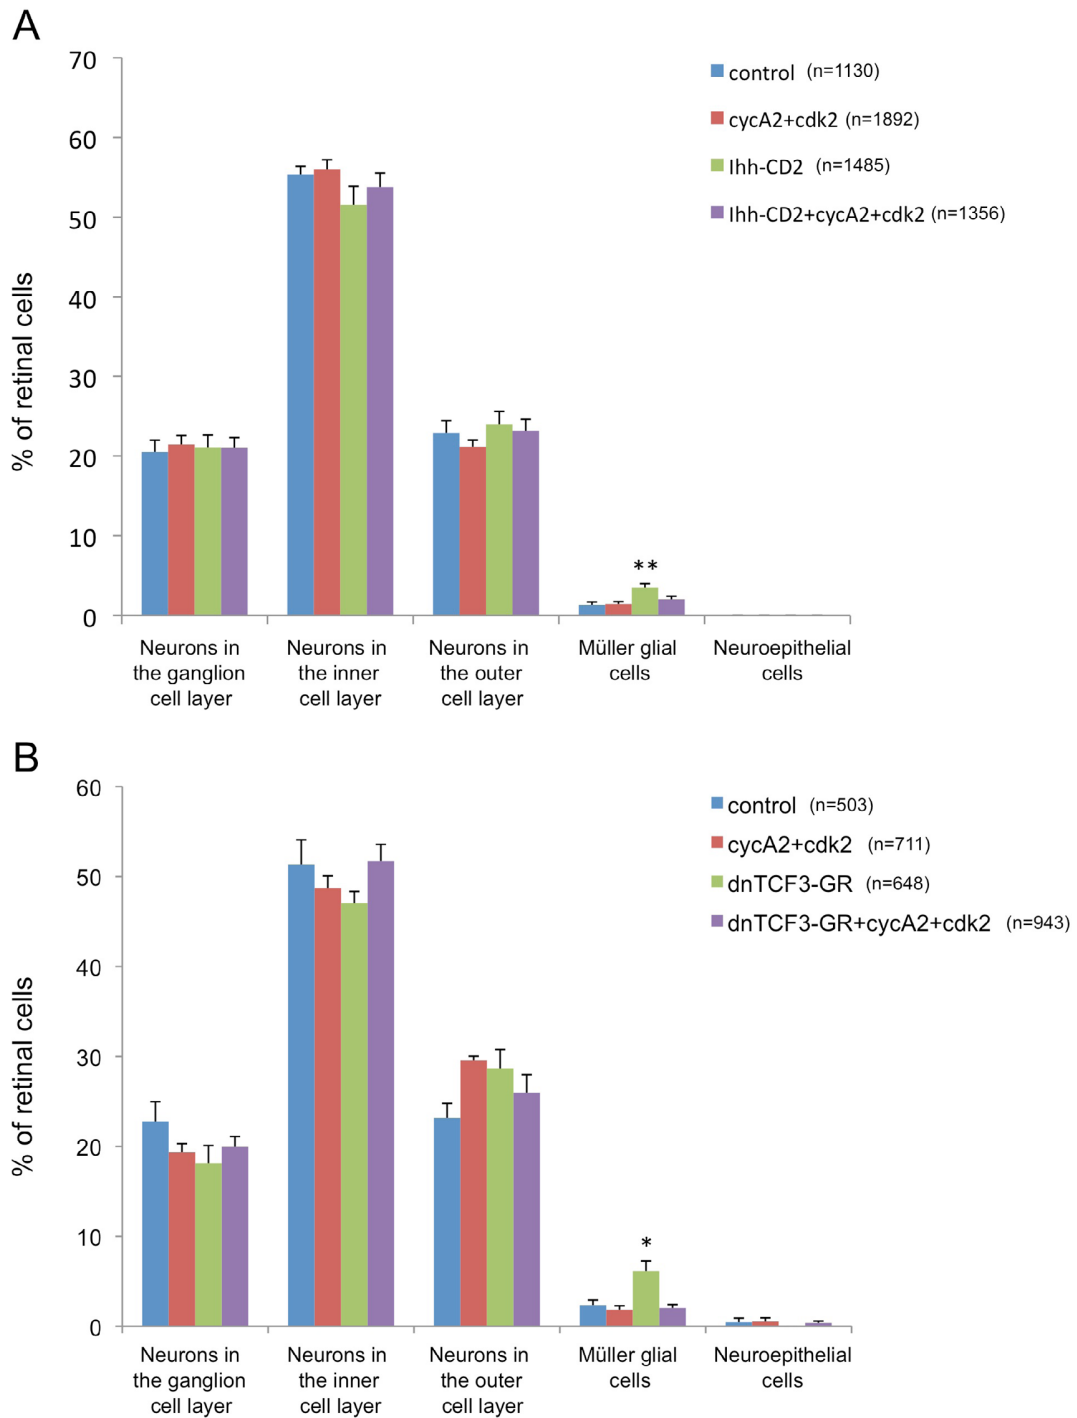 A
70
60
50
40
30
20
10
0
% of retinal cells
control (n=1130)
cycA2+cdk2 (n=1892)
Ihh-CD2 (n=1485)
Ihh-CD2+cycA2+cdk2 (n=1356)
**
Neurons in
the ganglion
cell layer
Neurons in
the inner
cell layer
Neurons in
the outer
cell layer
Müller glial
cells
Neuroepithelial
cells
B
60
50
40
30
20
10
0
% of retinal cells
control (n=503)
cycA2+cdk2 (n=711)
dnTCF3-GR (n=648)
dnTCF3-GR+cycA2+cdk2 (n=943)
*
Neurons in
the ganglion
cell layer
Neurons in
the inner
cell layer
Neurons in
the outer
cell layer
Müller glial
cells
Neuroepithelial
cells